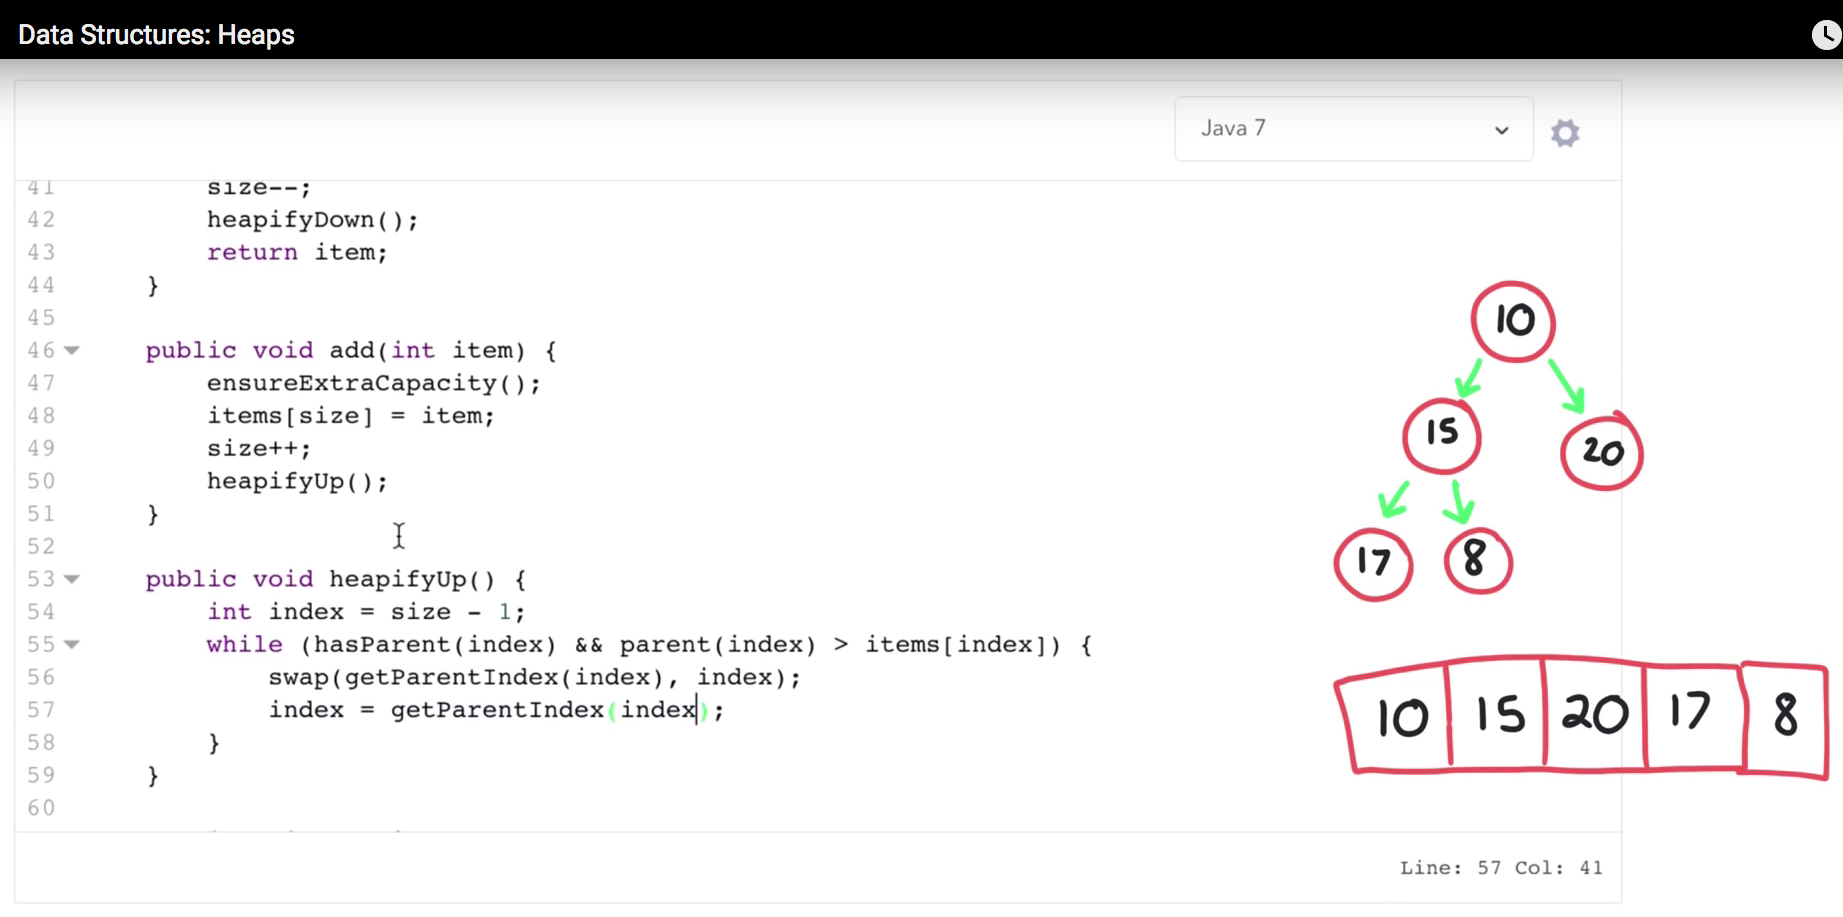 Data Structures: Heaps
Java 7
41 size--;
42 heapifyDown();
43 return item;
44 }
45
46 public void add(int item) {
47 ensureExtraCapacity();
48 items[size] = item;
49 size++;
50 heapifyUp();
51 }
52
53 public void heapifyUp() {
54 int index = size - 1;
55 while (hasParent(index) && parent(index) > items[index]) {
56 swap(getParentIndex(index), index);
57 index = getParentIndex(index);
58 }
59 }
60
10
15
20
17 8
10 15 20 17 8
Line: 57 Col: 41